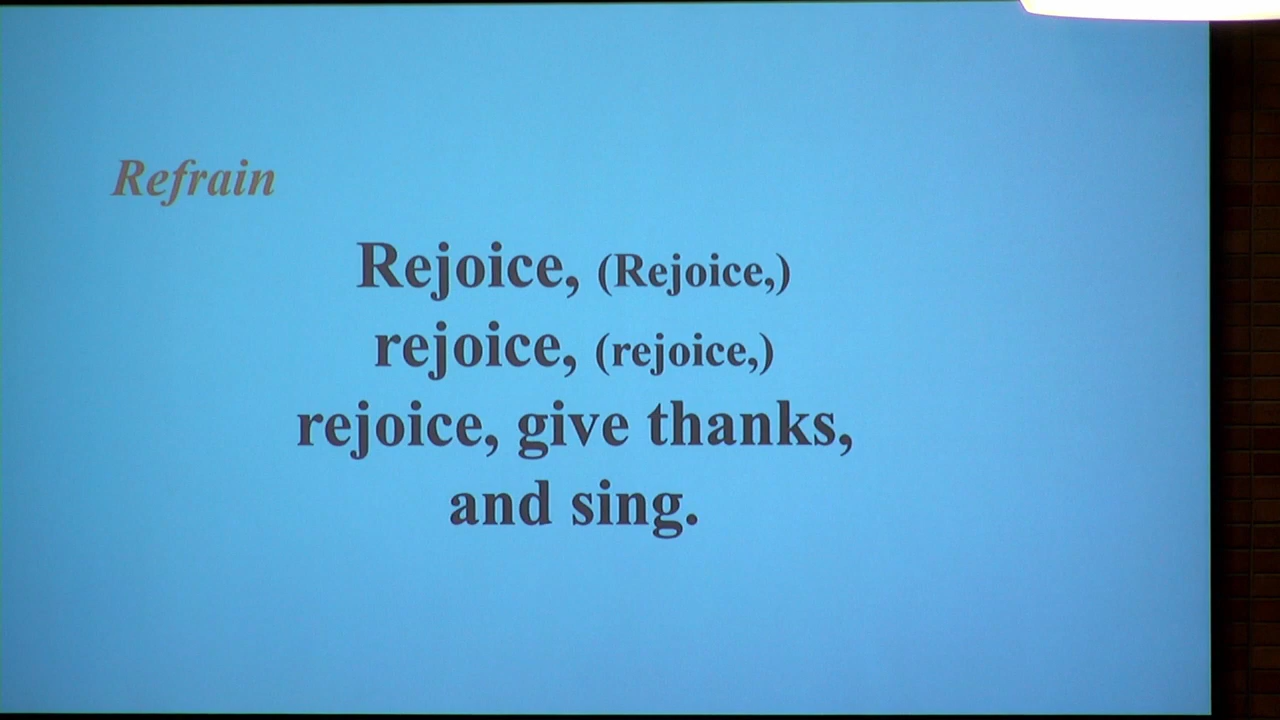 Refrain
Rejoice, (Rejoice,)
rejoice, (rejoice,)
rejoice, give thanks,
and sing.